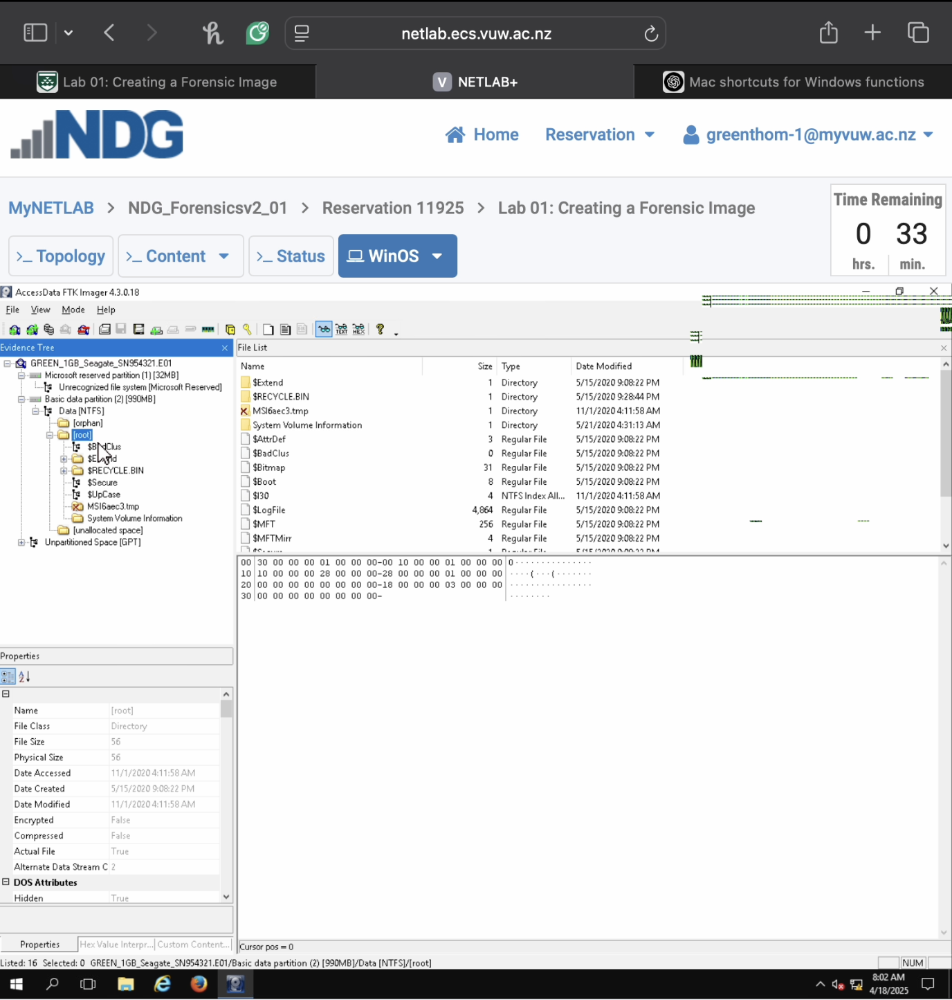 netlab.ecs.vuw.ac.nz
Lab 01: Creating a Forensic Image
V NETLAB+
Mac shortcuts for Windows functions
NDG
Home Reservation greenthom-1@myvuw.ac.nz
MyNETLAB > NDG_Forensicsv2_01 > Reservation 11925 > Lab 01: Creating a Forensic Image
Time Remaining
0 33
hrs. min.
>_ Topology >_ Content >_ Status WinOS
AccessData FTK Imager 4.3.0.18
File View Mode Help
TEXT HEX
Evidence Tree
GREEN_1GB_Seagate_SN954321.E01
Microsoft reserved partition (1) [32MB]
Unrecognized file system [Microsoft Reserved]
Basic data partition (2) [990MB]
Data [NTFS]
[orphan]
[root]
$RECYCLE.BIN
$Secure
$UpCase
MSI6aec3.tmp
System Volume Information
[unallocated space]
Unpartitioned Space [GPT]
File List
Name Size Type Date Modified
$Extend 1 Directory 5/15/2020 9:08:22 PM
$RECYCLE.BIN 1 Directory 5/15/2020 9:28:44 PM
MSI6aec3.tmp 1 Directory 11/1/2020 4:11:58 AM
System Volume Information 1 Directory 5/21/2020 4:31:13 AM
$AttrDef 3 Regular File 5/15/2020 9:08:22 PM
$BadClus 0 Regular File 5/15/2020 9:08:22 PM
$Bitmap 31 Regular File 5/15/2020 9:08:22 PM
$Boot 8 Regular File 5/15/2020 9:08:22 PM
$I30 4 NTFS Index All... 11/1/2020 4:11:58 AM
$LogFile 4,864 Regular File 5/15/2020 9:08:22 PM
$MFT 256 Regular File 5/15/2020 9:08:22 PM
$MFTMirr 4 Regular File 5/15/2020 9:08:22 PM
00 30 00 00 00 01 00 00 00-00 10 00 00 01 00 00 00 0···············
10 10 00 00 00 28 00 00 00-28 00 00 00 01 00 00 00 ····(···(·······
20 00 00 00 00 00 00 00 00-18 00 00 00 03 00 00 00 ················
30 00 00 00 00 00 00 00 00- ········
Properties
Name [root]
File Class Directory
File Size 56
Physical Size 56
Date Accessed 11/1/2020 4:11:58 AM
Date Created 5/15/2020 9:08:22 PM
Date Modified 11/1/2020 4:11:58 AM
Encrypted False
Compressed False
Actual File True
Alternate Data Stream C 2
DOS Attributes
Hidden True
Properties Hex Value Interpr... Custom Content...
Cursor pos = 0
Listed: 16 Selected: 0 GREEN_1GB_Seagate_SN954321.E01/Basic data partition (2) [990MB]/Data [NTFS]/[root]
NUM
8:02 AM
4/18/2025